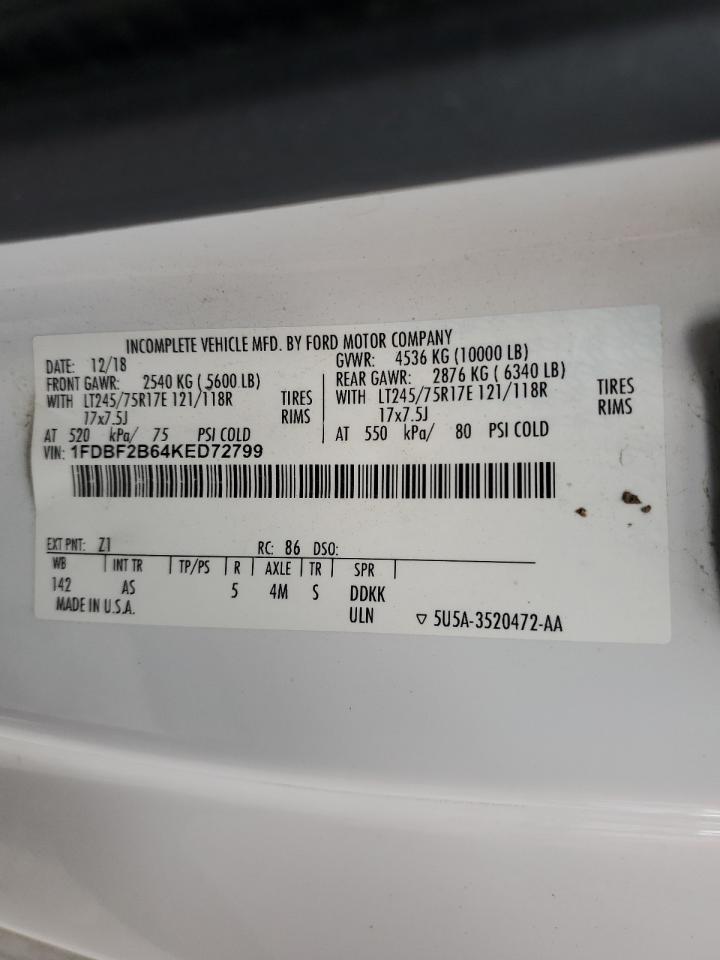 INCOMPLETE VEHICLE MFD. BY FORD MOTOR COMPANY
DATE: 12/18 GVWR: 4536 KG (10000 LB)
FRONT GAWR: 2540 KG ( 5600 LB) REAR GAWR: 2876 KG ( 6340 LB)
WITH LT245/75R17E 121/118R TIRES WITH LT245/75R17E 121/118R TIRES
17x7.5J RIMS 17x7.5J RIMS
AT 520 kPa/ 75 PSI COLD AT 550 kPa/ 80 PSI COLD
VIN: 1FDBF2B64KED72799
EXT PNT: Z1 RC: 86 DSO:
WB INT TR TP/PS R AXLE TR SPR
142 AS 5 4M S DDKK
MADE IN U.S.A. ULN ▽ 5U5A-3520472-AA